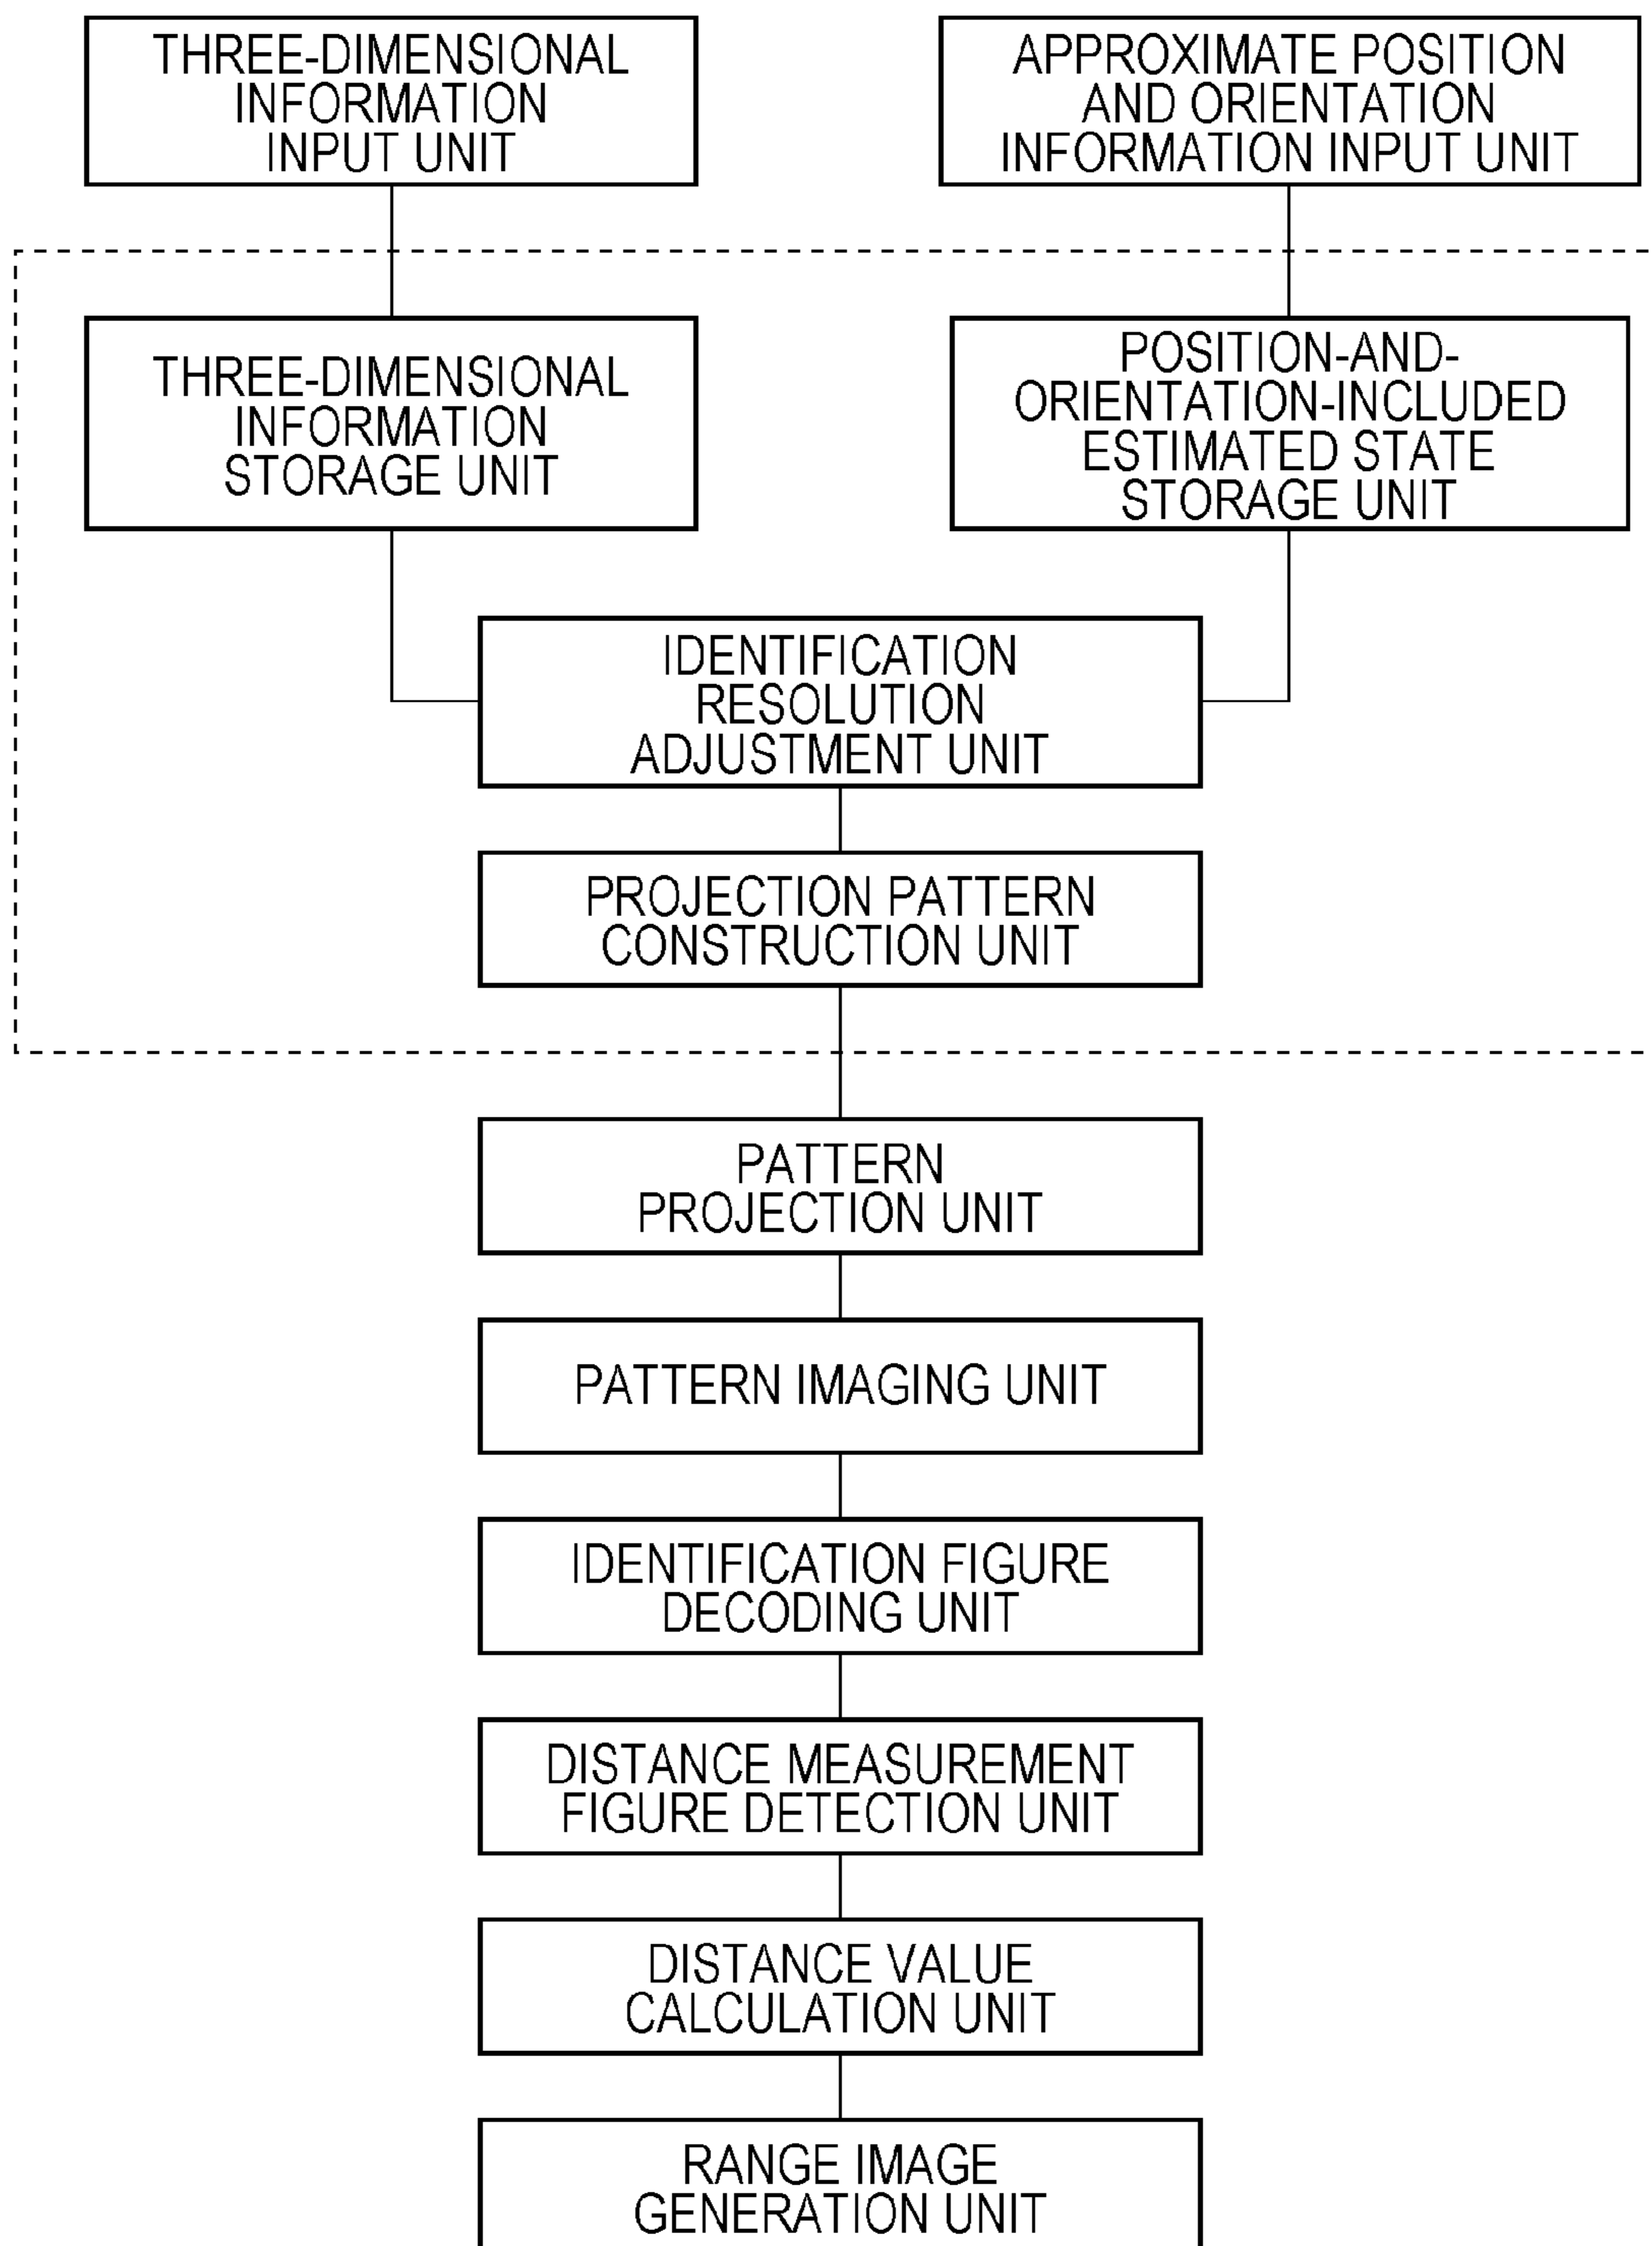 THREE-DIMENSIONAL
INFORMATION
INPUT UNIT
APPROXIMATE POSITION
AND ORIENTATION
INFORMATION INPUT UNIT
THREE-DIMENSIONAL
INFORMATION
STORAGE UNIT
POSITION-AND-
ORIENTATION-INCLUDED
ESTIMATED STATE
STORAGE UNIT
IDENTIFICATION
RESOLUTION
ADJUSTMENT UNIT
PROJECTION PATTERN
CONSTRUCTION UNIT
PATTERN
PROJECTION UNIT
PATTERN IMAGING UNIT
IDENTIFICATION FIGURE
DECODING UNIT
DISTANCE MEASUREMENT
FIGURE DETECTION UNIT
DISTANCE VALUE
CALCULATION UNIT
RANGE IMAGE
GENERATION UNIT